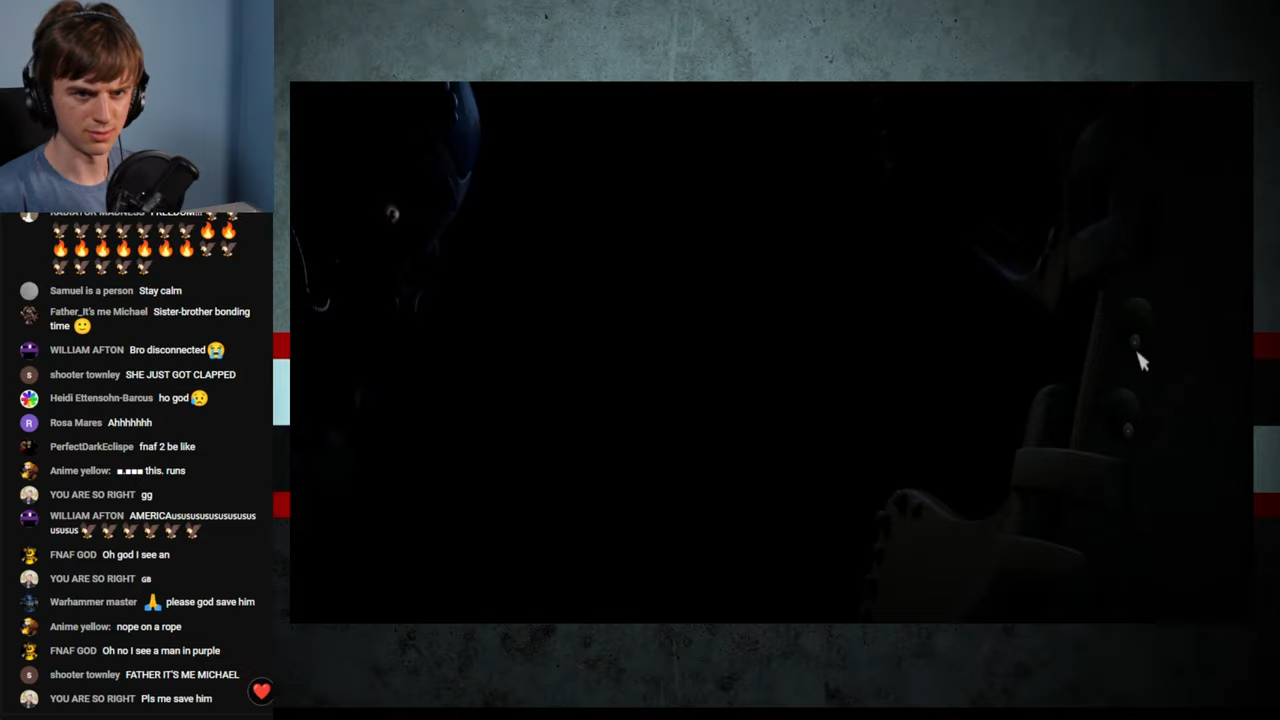 Samuel is a person Stay calm
Father_It's me Michael Sister-brother bonding
time 🙂
WILLIAM AFTON Bro disconnected😭
s shooter townley SHE JUST GOT CLAPPED
Heidi Ettensohn-Barcus ho god😥
R Rosa Mares Ahhhhhhh
PerfectDarkEclispe fnaf 2 be like
Anime yellow: ■.■■■ this. runs
YOU ARE SO RIGHT gg
WILLIAM AFTON AMERICAususususususususus
ususus 🦅 🦅 🦅 🦅 🦅 🦅
FNAF GOD Oh god I see an
YOU ARE SO RIGHT GB
Warhammer master 🙏 please god save him
Anime yellow: nope on a rope
FNAF GOD Oh no I see a man in purple
s shooter townley FATHER IT'S ME MICHAEL
YOU ARE SO RIGHT Pls me save him